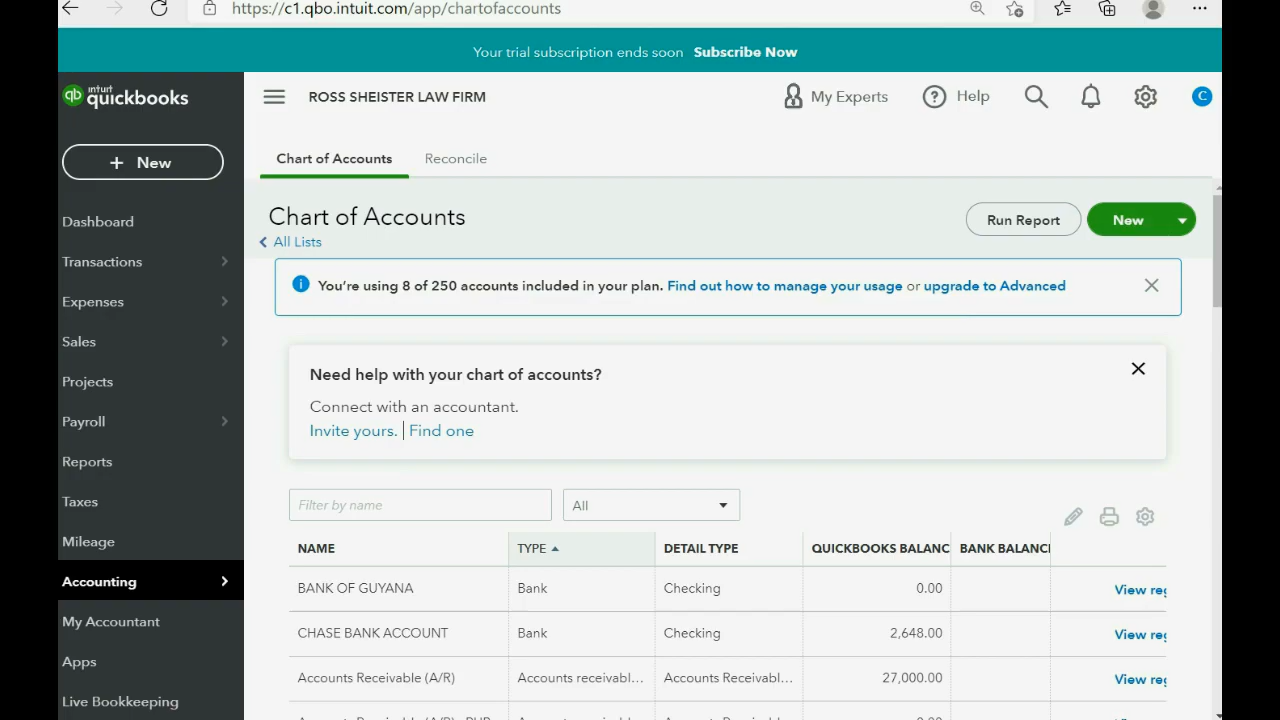 https://c1.qbo.intuit.com/app/chartofaccounts
Your trial subscription ends soon Subscribe Now
intuit quickbooks
ROSS SHEISTER LAW FIRM
My Experts
Help
C
+ New
Chart of Accounts
Reconcile
Dashboard
Transactions
Expenses
Sales
Projects
Payroll
Reports
Taxes
Mileage
Accounting
My Accountant
Apps
Live Bookkeeping
Chart of Accounts
All Lists
Run Report
New
You're using 8 of 250 accounts included in your plan. Find out how to manage your usage or upgrade to Advanced
Need help with your chart of accounts?
Connect with an accountant.
Invite yours. | Find one
Filter by name
All
NAME TYPE DETAIL TYPE QUICKBOOKS BALANC BANK BALANCI
BANK OF GUYANA Bank Checking 0.00 View reg
CHASE BANK ACCOUNT Bank Checking 2,648.00 View reg
Accounts Receivable (A/R) Accounts receivabl... Accounts Receivabl... 27,000.00 View reg